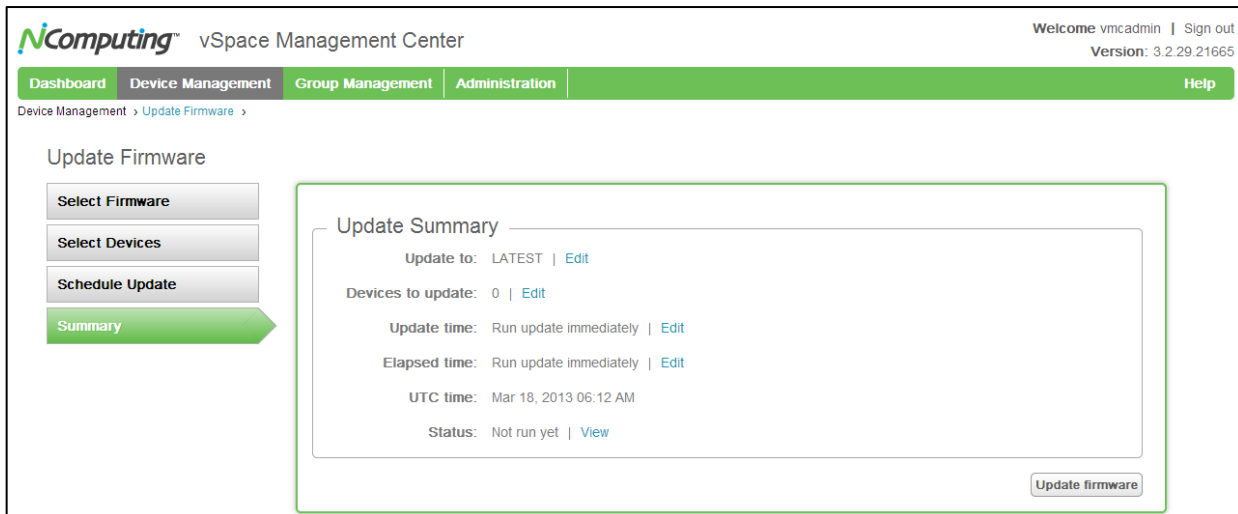 NComputing™ vSpace Management Center
Welcome vmcadmin | Sign out
Version: 3.2.29.21665
Dashboard Device Management Group Management Administration Help
Device Management › Update Firmware ›
Update Firmware
Select Firmware
Select Devices
Schedule Update
Summary
Update Summary
Update to: LATEST | Edit
Devices to update: 0 | Edit
Update time: Run update immediately | Edit
Elapsed time: Run update immediately | Edit
UTC time: Mar 18, 2013 06:12 AM
Status: Not run yet | View
Update firmware